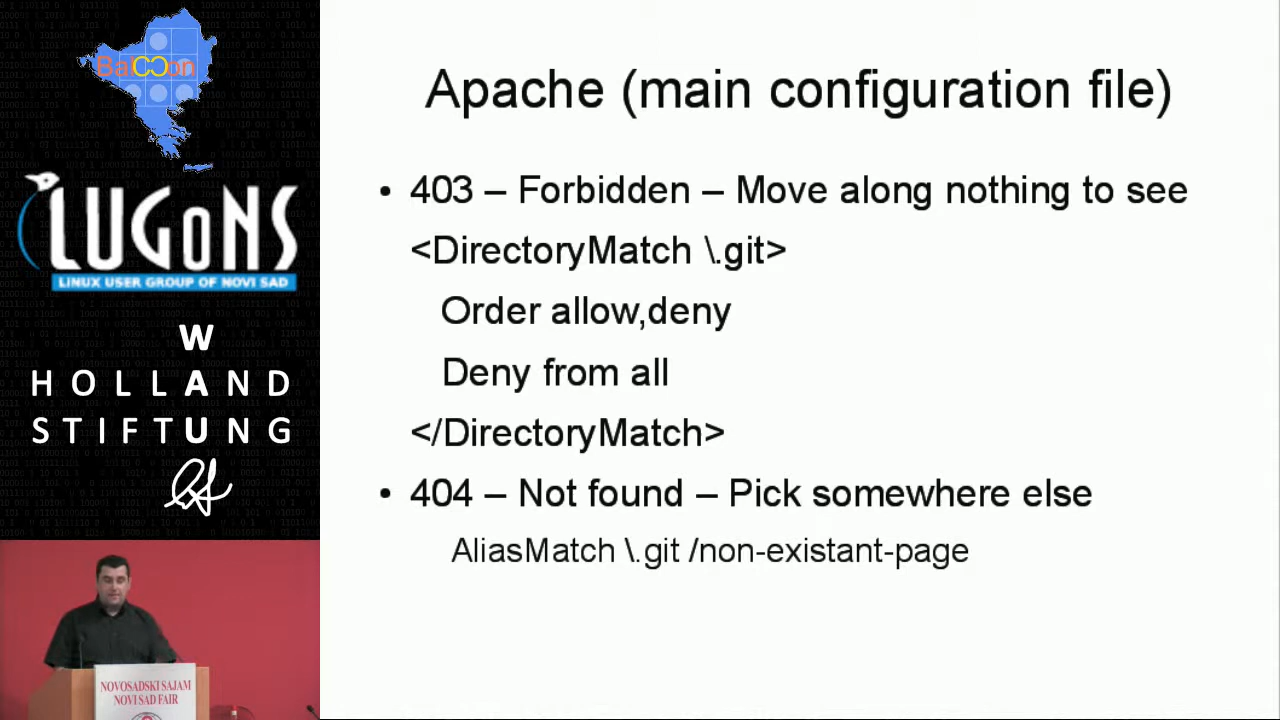 BaCCon
LUGoNS
LINUX USER GROUP OF NOVI SAD
W
HOLLAND
STIFTUNG
NOVOSADSKI SAJAM
NOVI SAD FAIR
Apache (main configuration file)
• 403 – Forbidden – Move along nothing to see
<DirectoryMatch \.git>
Order allow,deny
Deny from all
</DirectoryMatch>
• 404 – Not found – Pick somewhere else
AliasMatch \.git /non-existant-page